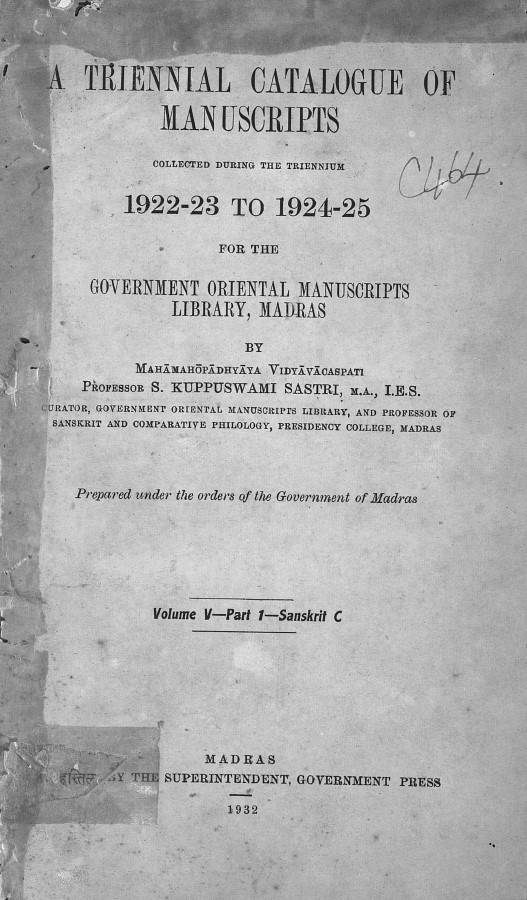 A TRIENNIAL CATALOGUE OF
MANUSCRIPTS
COLLECTED DURING THE TRIENNIUM
C464
1922-23 TO 1924-25
FOR THE
GOVERNMENT ORIENTAL MANUSCRIPTS
LIBRARY, MADRAS
BY
MAHĀMAHŌPĀDHYĀYA VIDYĀVĀCASPATI
PROFESSOR S. KUPPUSWAMI SASTRI, M.A., I.E.S.
CURATOR, GOVERNMENT ORIENTAL MANUSCRIPTS LIBRARY, AND PROFESSOR OF
SANSKRIT AND COMPARATIVE PHILOLOGY, PRESIDENCY COLLEGE, MADRAS
Prepared under the orders of the Government of Madras
Volume V—Part 1—Sanskrit C
MADRAS
BY THE SUPERINTENDENT, GOVERNMENT PRESS
1932